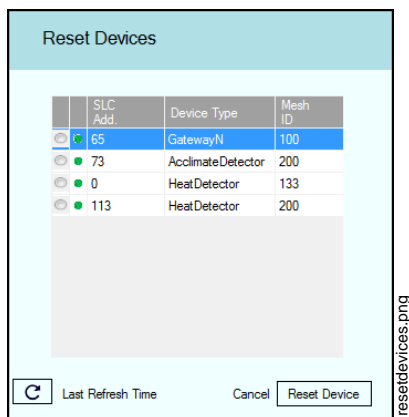 Reset Devices
SLC Add. Device Type Mesh ID
65 GatewayN 100
73 AcclimateDetector 200
0 HeatDetector 133
113 HeatDetector 200
Last Refresh Time Cancel Reset Device
resetdevices.png